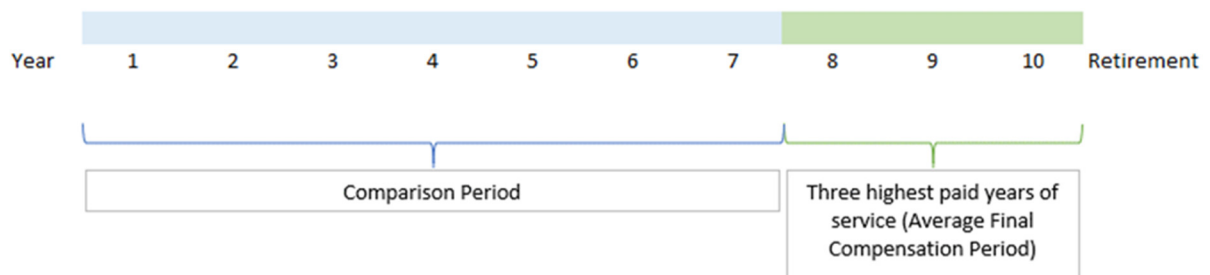 Year 1 2 3 4 5 6 7 8 9 10 Retirement
Comparison Period
Three highest paid years of
service (Average Final
Compensation Period)